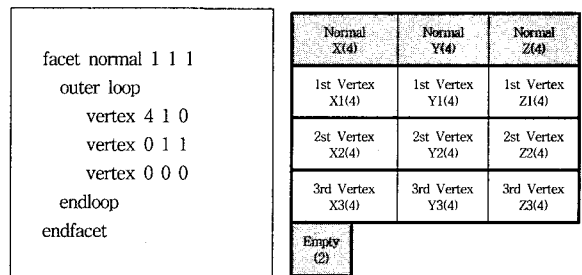 facet normal 1 1 1
outer loop
vertex 4 1 0
vertex 0 1 1
vertex 0 0 0
endloop
endfacet
Normal X(4)
Normal Y(4)
Normal Z(4)
1st Vertex X1(4)
1st Vertex Y1(4)
1st Vertex Z1(4)
2st Vertex X2(4)
2st Vertex Y2(4)
2st Vertex Z2(4)
3rd Vertex X3(4)
3rd Vertex Y3(4)
3rd Vertex Z3(4)
Empty (2)